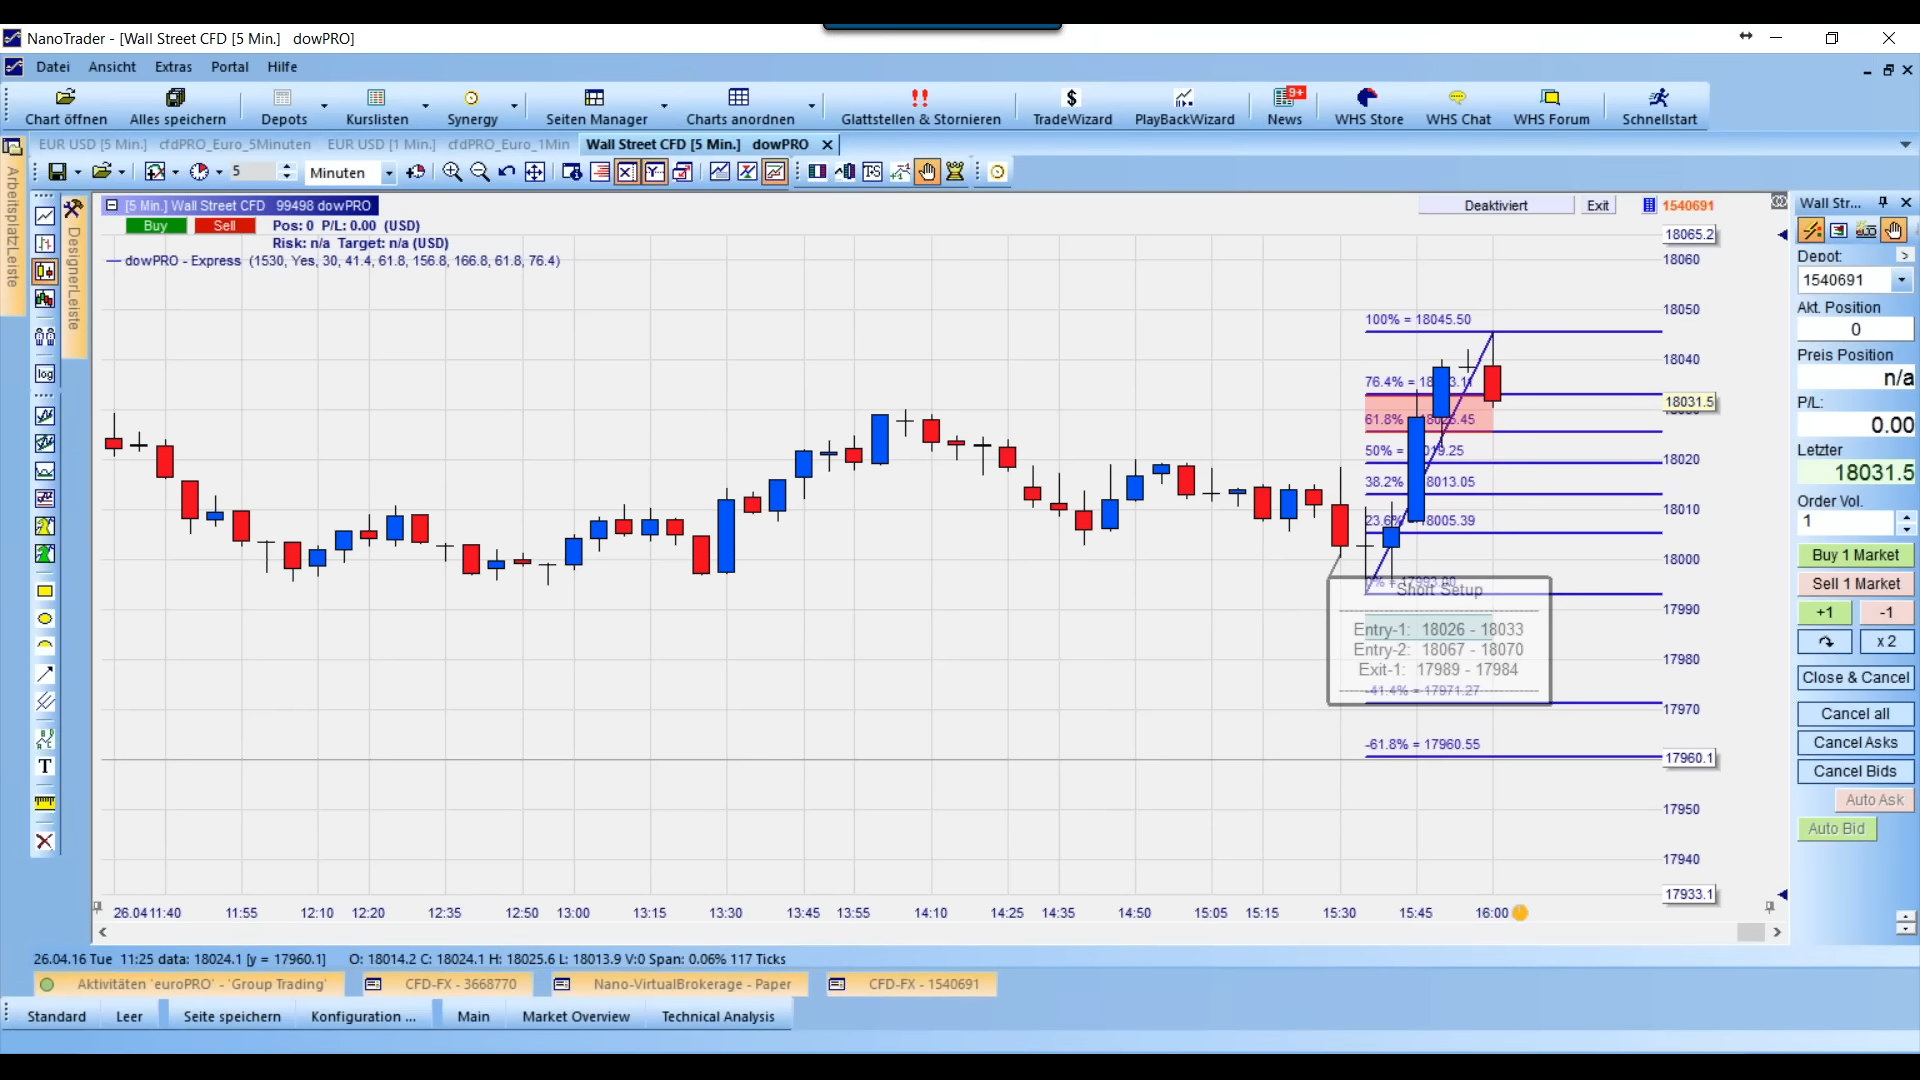 NanoTrader - [Wall Street CFD [5 Min.]   dowPRO]
Datei Ansicht Extras Portal Hilfe
Chart öffnen Alles speichern Depots Kurslisten Synergy Seiten Manager Charts anordnen Glattstellen & Stornieren TradeWizard PlayBackWizard 9+ News WHS Store WHS Chat WHS Forum Schnellstart
EUR USD [5 Min.] cfdPRO_Euro_5Minuten EUR USD [1 Min.] cfdPRO_Euro_1Min Wall Street CFD [5 Min.] dowPRO
5 Minuten
ArbeitsplatzLeiste
DesignerLeiste
log
T
[5 Min.] Wall Street CFD 99498 dowPRO
Deaktiviert Exit 1540691
Buy Sell Pos: 0 P/L: 0.00 (USD)
Risk: n/a Target: n/a (USD)
dowPRO - Express (1530, Yes, 30, 41.4, 61.8, 156.8, 166.8, 61.8, 76.4)
18065.2
18060
18050
18040
18031.5
18020
18010
18000
17990
17980
17970
17960.1
17950
17940
17933.1
100% = 18045.50
50%
38.2% 18013.05
18005.39
Short Setup
Entry-1: 18026 - 18033
Entry-2: 18067 - 18070
Exit-1: 17989 - 17984
-41.4% = 17971.27
-61.8% = 17960.55
26.04 11:40 11:55 12:10 12:20 12:35 12:50 13:00 13:15 13:30 13:45 13:55 14:10 14:25 14:35 14:50 15:05 15:15 15:30 15:45 16:00
Wall Str...
Depot:
1540691
Akt. Position
0
Preis Position
n/a
P/L:
0.00
Letzter
18031.5
Order Vol.
1
Buy 1 Market
Sell 1 Market
+1 -1
x 2
Close & Cancel
Cancel all
Cancel Asks
Cancel Bids
Auto Ask
Auto Bid
26.04.16 Tue 11:25 data: 18024.1 [y = 17960.1] O: 18014.2 C: 18024.1 H: 18025.6 L: 18013.9 V:0 Span: 0.06% 117 Ticks
Aktivitäten 'euroPRO' - 'Group Trading' CFD-FX - 3668770 Nano-VirtualBrokerage - Paper CFD-FX - 1540691
Standard Leer Seite speichern Konfiguration ... Main Market Overview Technical Analysis